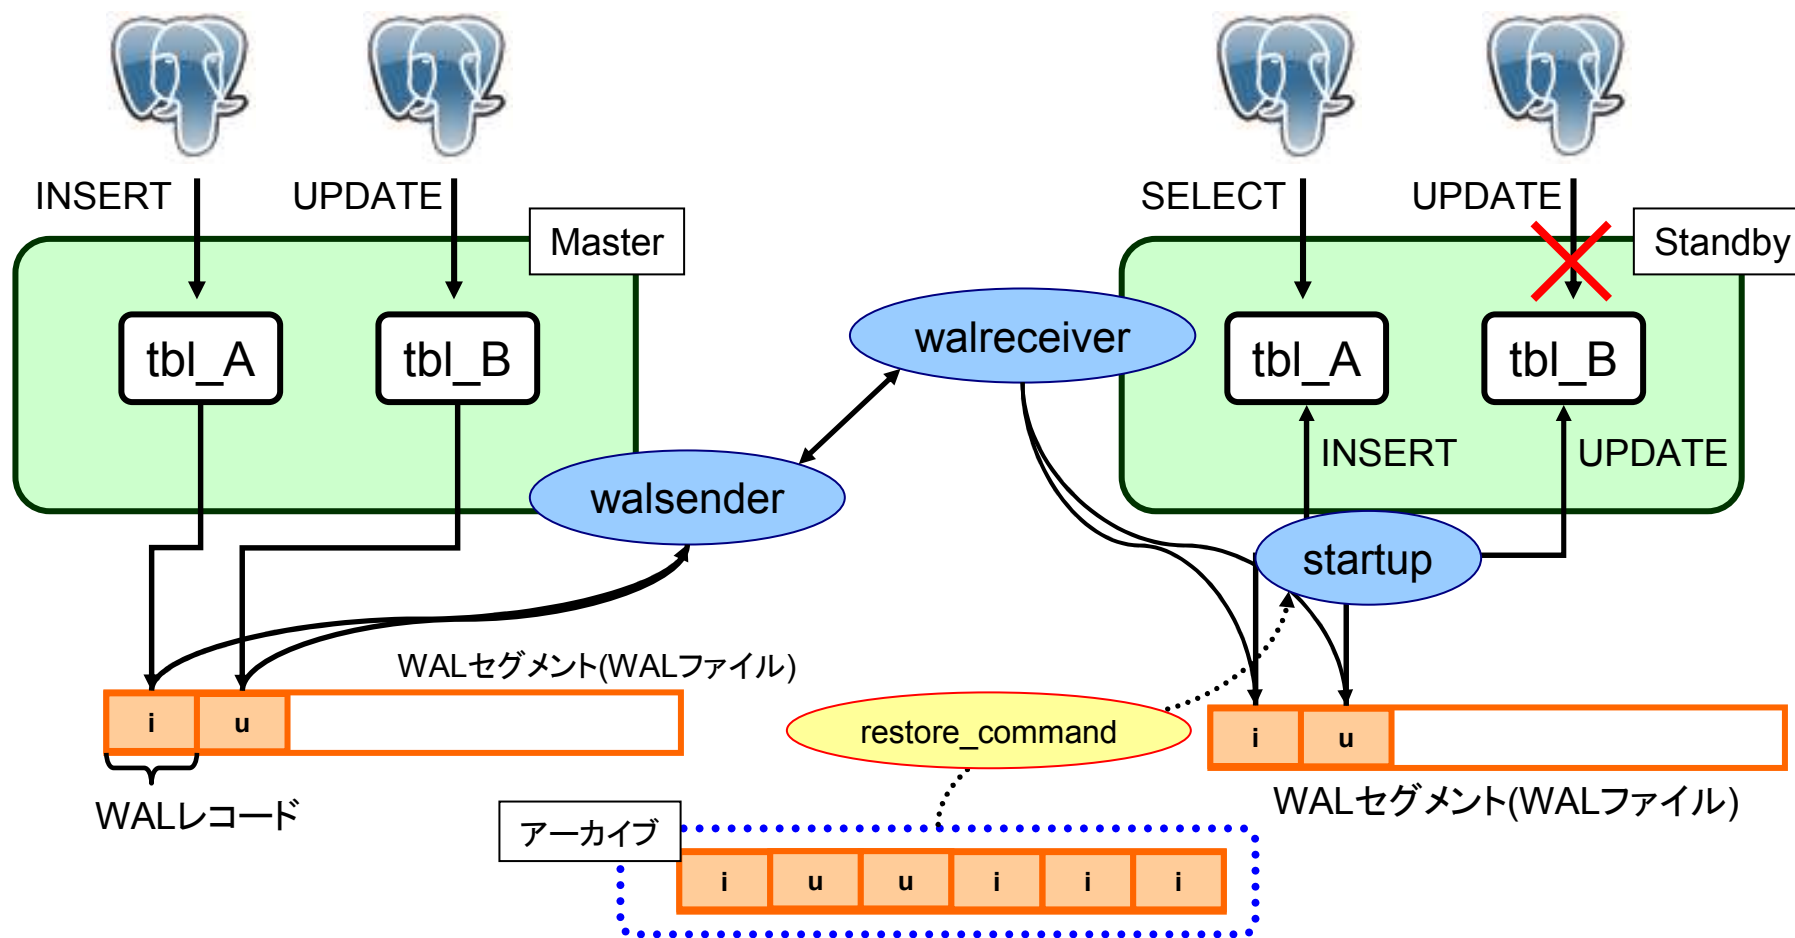 INSERT
UPDATE
Master
tbl_A
tbl_B
walsender
walreceiver
SELECT
UPDATE
Standby
tbl_A
tbl_B
INSERT
UPDATE
startup
WALセグメント(WALファイル)
i
u
WALレコード
restore_command
i
u
WALセグメント(WALファイル)
アーカイブ
i
u
u
i
i
i